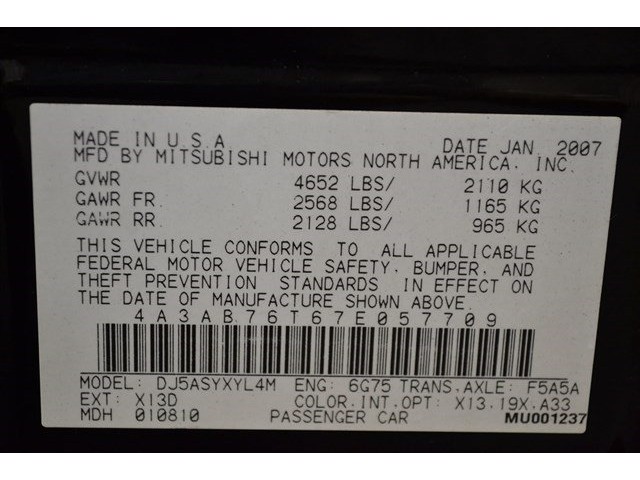 MADE IN U.S.A DATE JAN 2007
MFD BY MITSUBISHI MOTORS NORTH AMERICA, INC.
GVWR 4652 LBS/ 2110 KG
GAWR FR. 2568 LBS/ 1165 KG
GAWR RR. 2128 LBS/ 965 KG
THIS VEHICLE CONFORMS TO ALL APPLICABLE
FEDERAL MOTOR VEHICLE SAFETY, BUMPER, AND
THEFT PREVENTION STANDARDS IN EFFECT ON
THE DATE OF MANUFACTURE SHOWN ABOVE.
4A3AB76T67E057709
MODEL: DJ5ASYXYL4M ENG: 6G75 TRANS.AXLE: F5A5A
EXT: X13D COLOR.INT.OPT: X13.19X.A33
MDH 010810 PASSENGER CAR MU001237